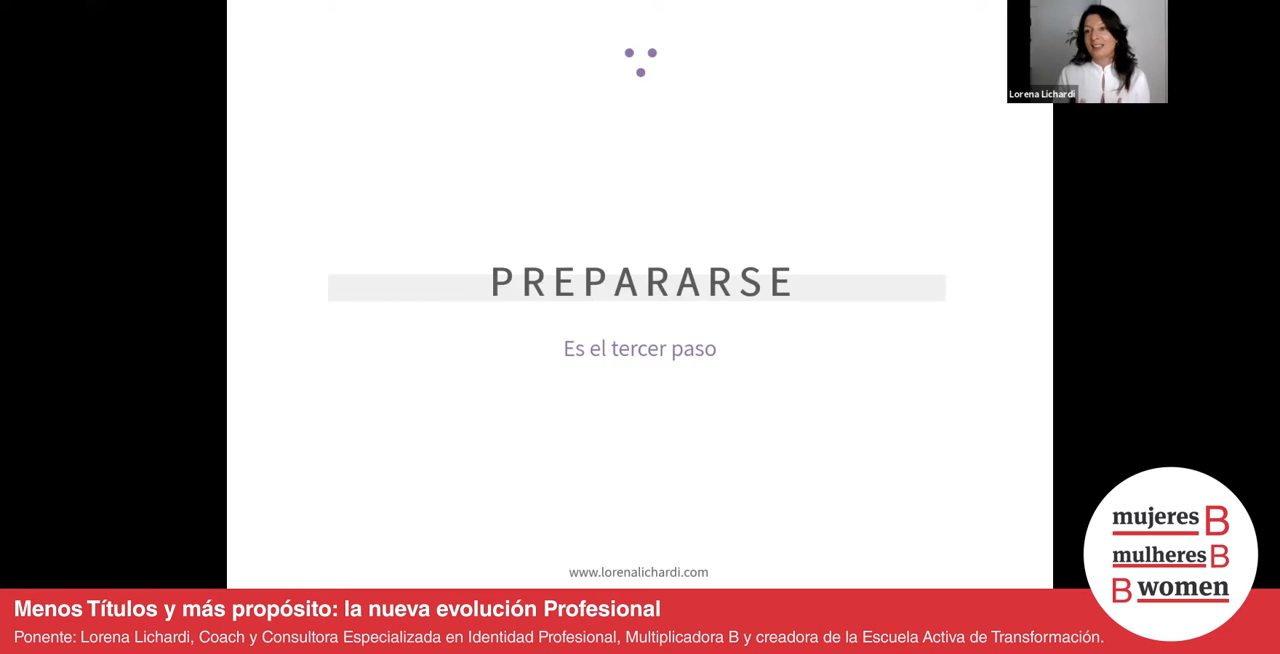 Lorena Lichardi
PREPARARSE
Es el tercer paso
www.lorenalichardi.com
mujeres B
mulheres B
B women
Menos Títulos y más propósito: la nueva evolución Profesional
Ponente: Lorena Lichardi, Coach y Consultora Especializada en Identidad Profesional, Multiplicadora B y creadora de la Escuela Activa de Transformación.